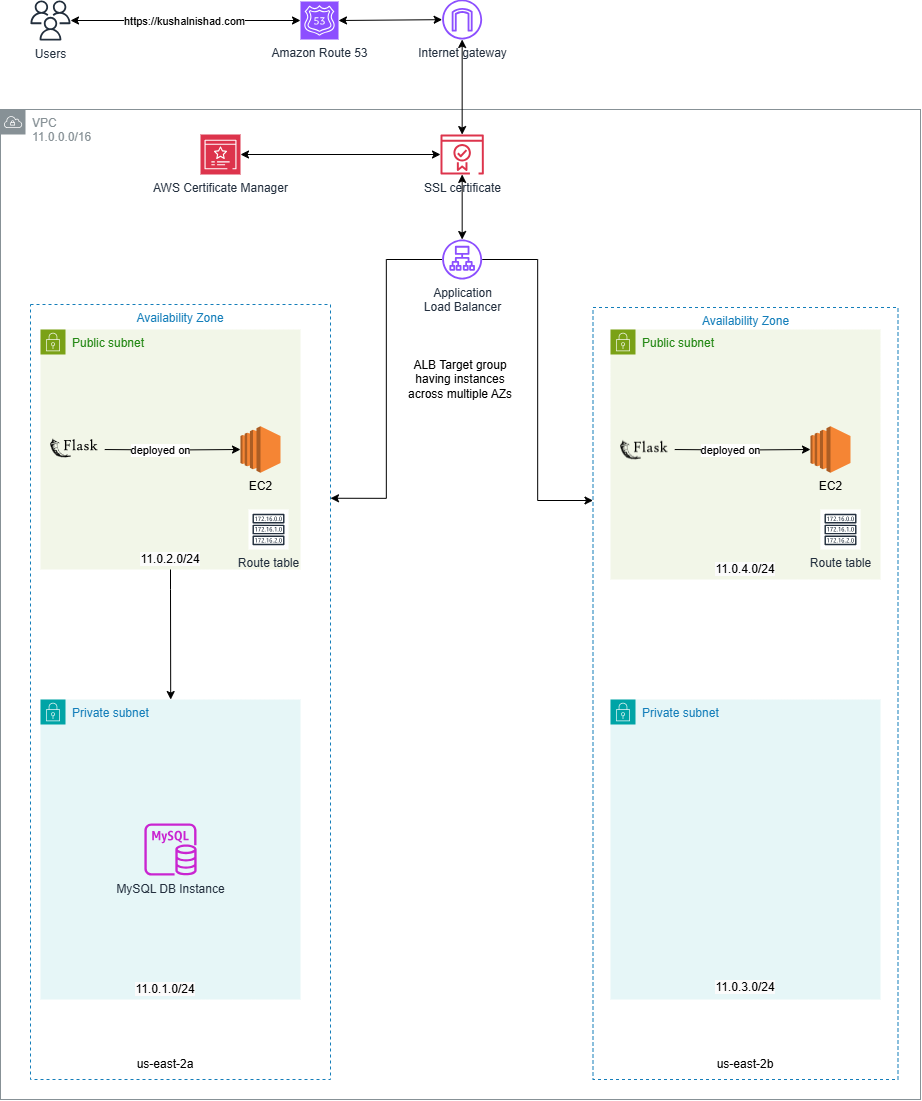 https://kushalnishad.com
53
Users
Amazon Route 53
Internet gateway
VPC
11.0.0.0/16
AWS Certificate Manager
SSL certificate
Application
Load Balancer
ALB Target group
having instances
across multiple AZs
Availability Zone
Public subnet
Flask
deployed on
EC2
172.16.0.0
172.16.1.0
172.16.2.0
Route table
11.0.2.0/24
Private subnet
MySQL
MySQL DB Instance
11.0.1.0/24
us-east-2a
Availability Zone
Public subnet
Flask
deployed on
EC2
172.16.0.0
172.16.1.0
172.16.2.0
Route table
11.0.4.0/24
Private subnet
11.0.3.0/24
us-east-2b